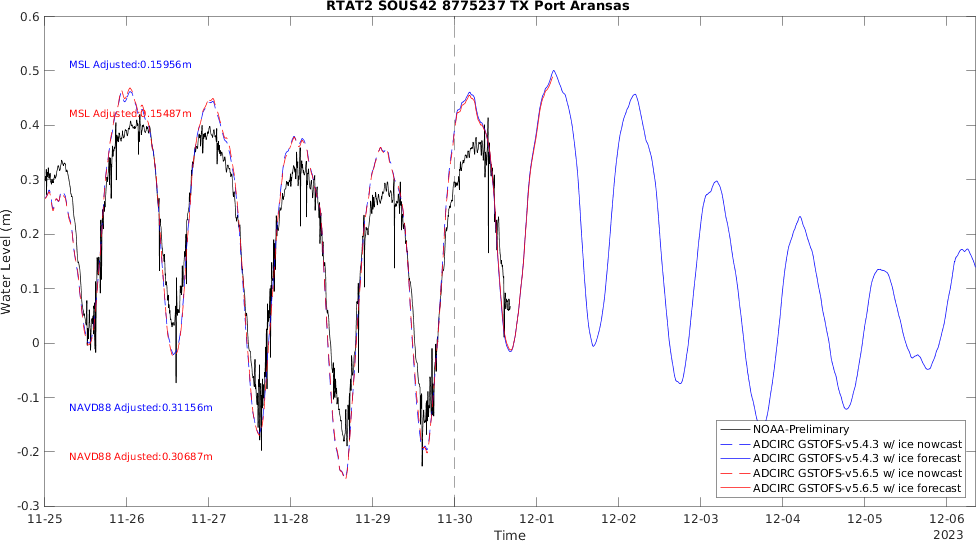 RTAT2 SOUS42 8775237 TX Port Aransas
0.6
0.5
0.4
0.3
0.2
0.1
0
-0.1
-0.2
-0.3
Water Level (m)
MSL Adjusted:0.15956m
MSL Adjusted:0.15487m
NAVD88 Adjusted:0.31156m
NAVD88 Adjusted:0.30687m
NOAA-Preliminary
ADCIRC GSTOFS-v5.4.3 w/ ice nowcast
ADCIRC GSTOFS-v5.4.3 w/ ice forecast
ADCIRC GSTOFS-v5.6.5 w/ ice nowcast
ADCIRC GSTOFS-v5.6.5 w/ ice forecast
11-25 11-26 11-27 11-28 11-29 11-30 12-01 12-02 12-03 12-04 12-05 12-06
2023
Time